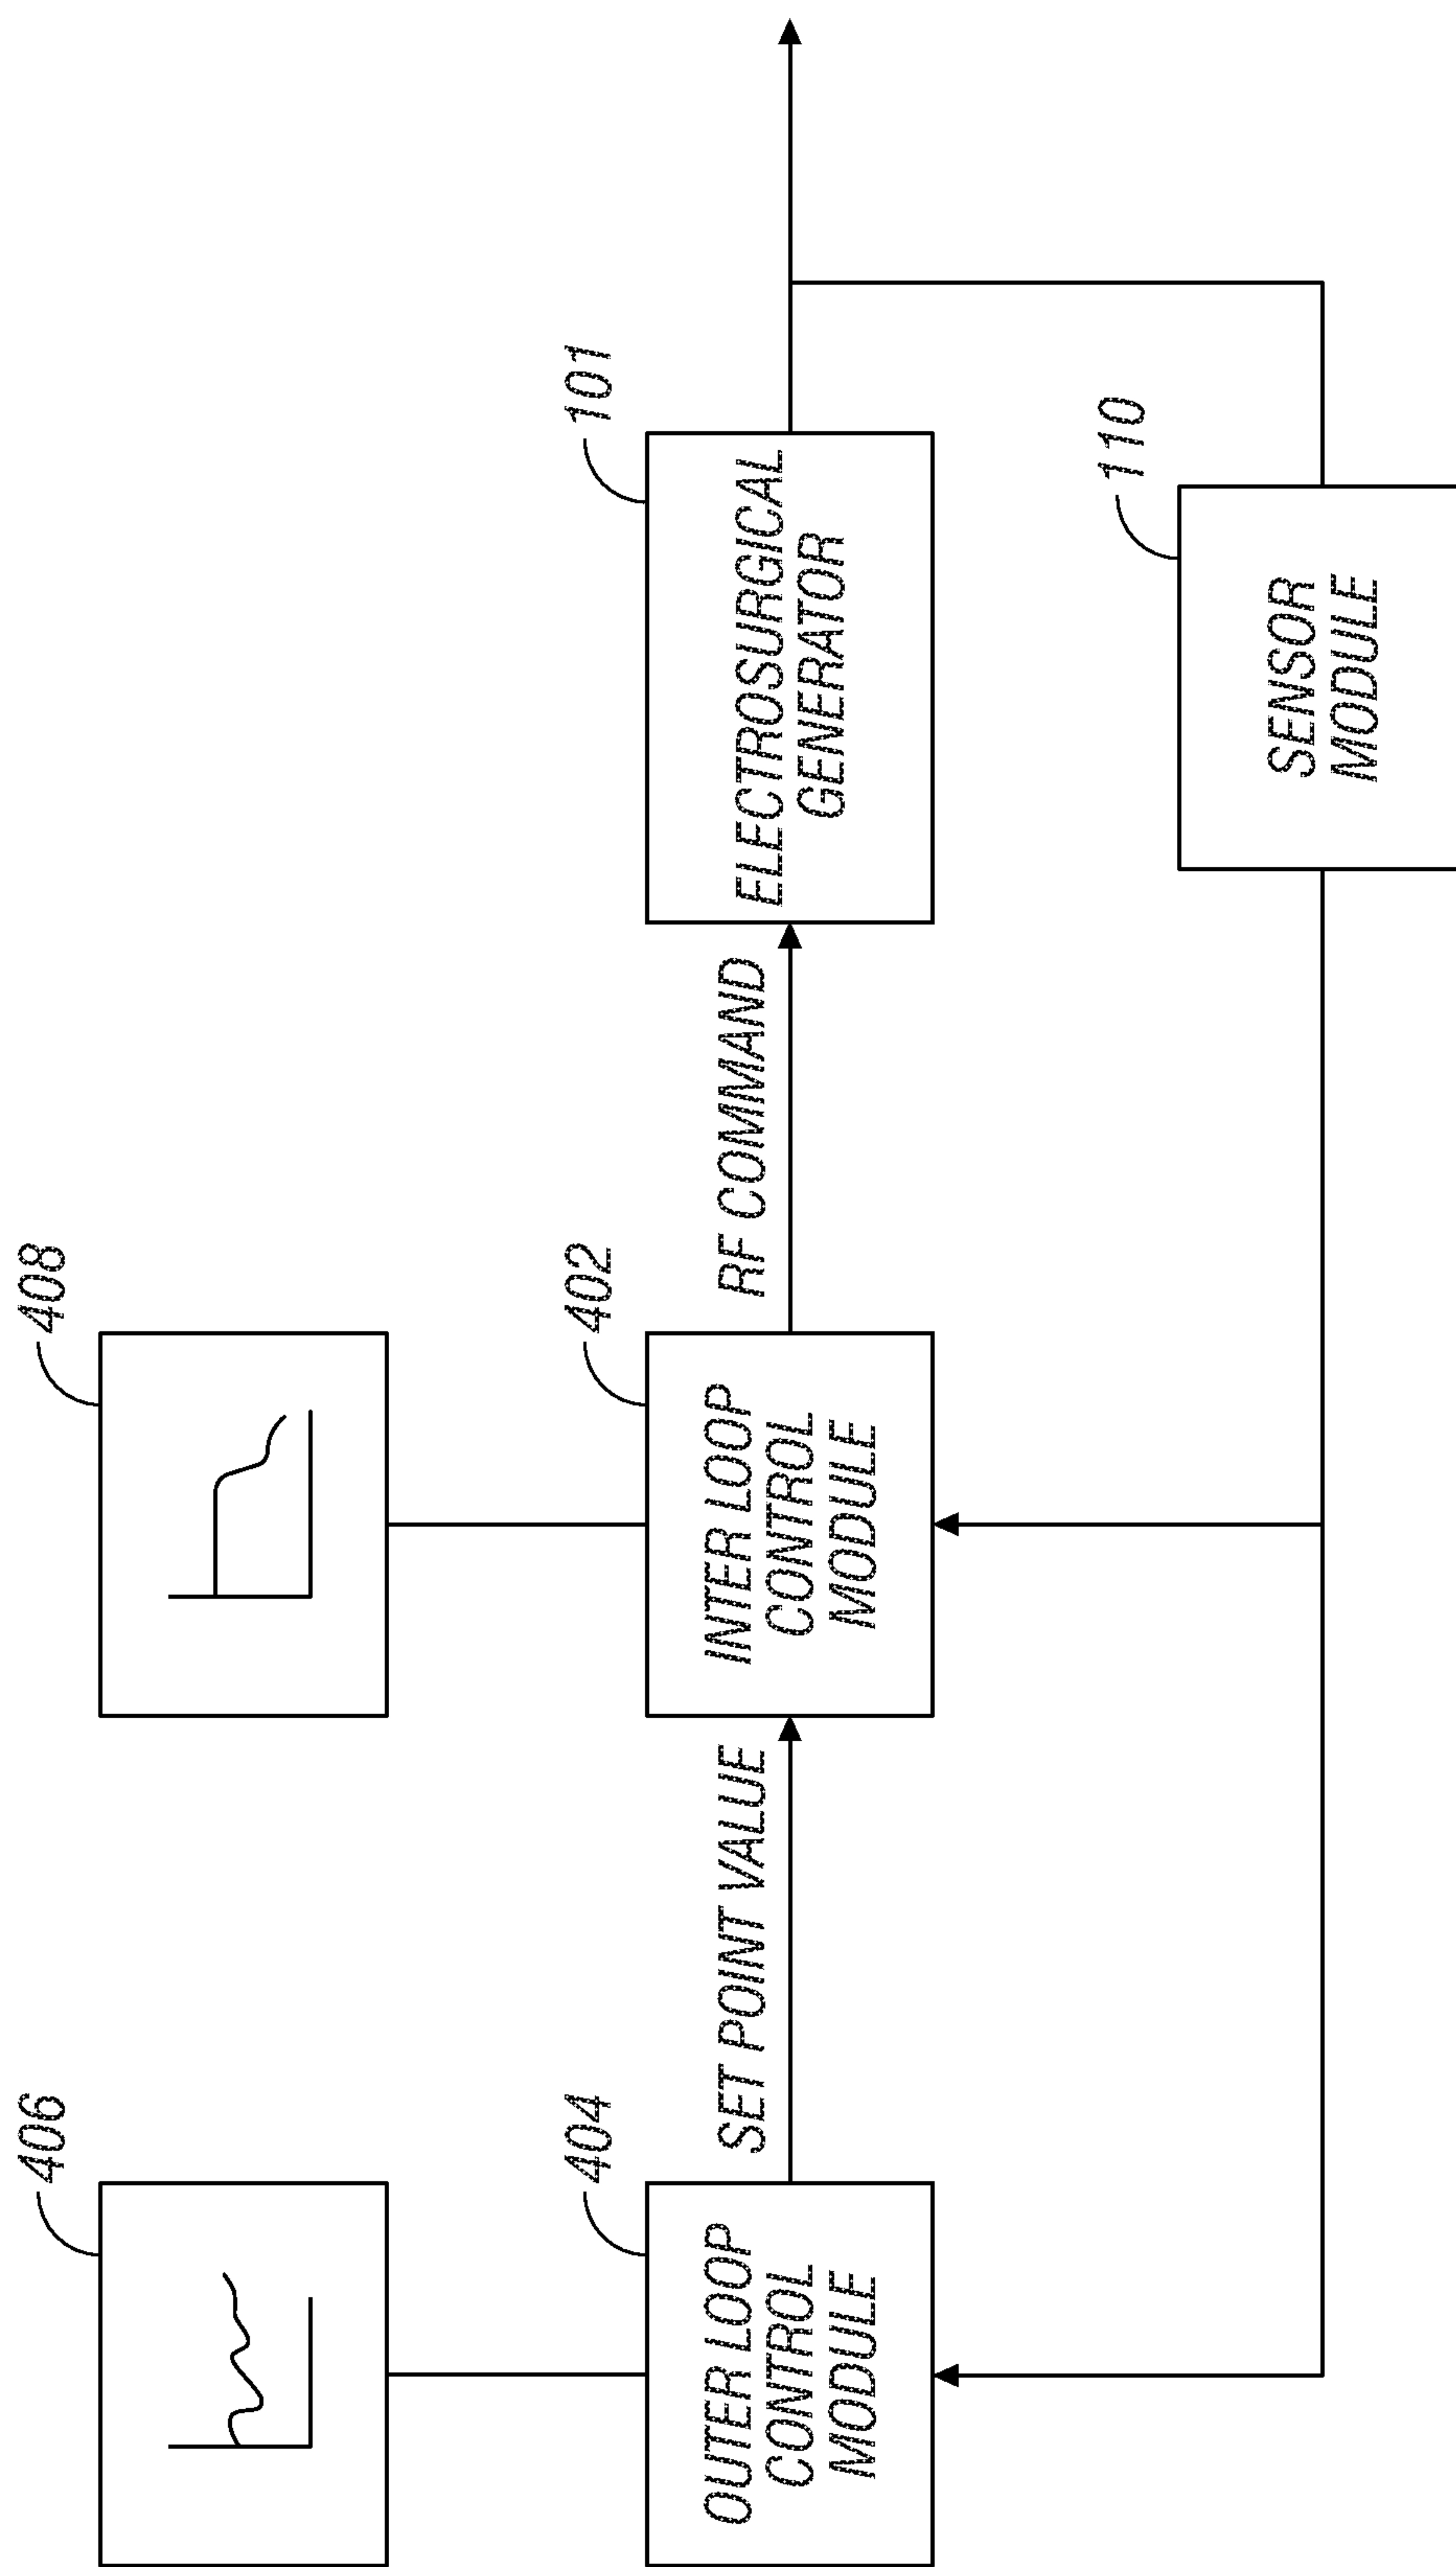 406
408
OUTER LOOP
CONTROL
MODULE
404
SET POINT VALUE
INTER LOOP
CONTROL
MODULE
402
RF COMMAND
ELECTROSURGICAL
GENERATOR
101
SENSOR
MODULE
110